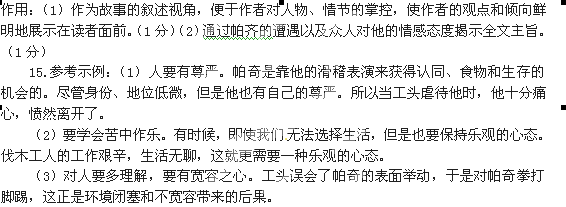 作用：（1）作为故事的叙述视角，便于作者对人物、情节的掌控，使作者的观点和倾向鲜
明地展示在读者面前。(1 分)(2)通过帕齐的遭遇以及众人对他的情感态度揭示全文主旨。
（1 分）
15.参考示例：（1）人要有尊严。帕奇是靠他的滑稽表演来获得认同、食物和生存的
机会的。尽管身份、地位低微，但是他也有自己的尊严。所以当工头虐待他时，他十分痛
心，愤然离开了。
（2）要学会苦中作乐。有时候，即使我们无法选择生活，但是也要保持乐观的心态。
伐木工人的工作艰辛，生活无聊，这就更需要一种乐观的心态。
（3）对人要多理解，要有宽容之心。工头误会了帕奇的表面举动，于是对帕奇拳打
脚踢，这正是环境闭塞和不宽容带来的后果。